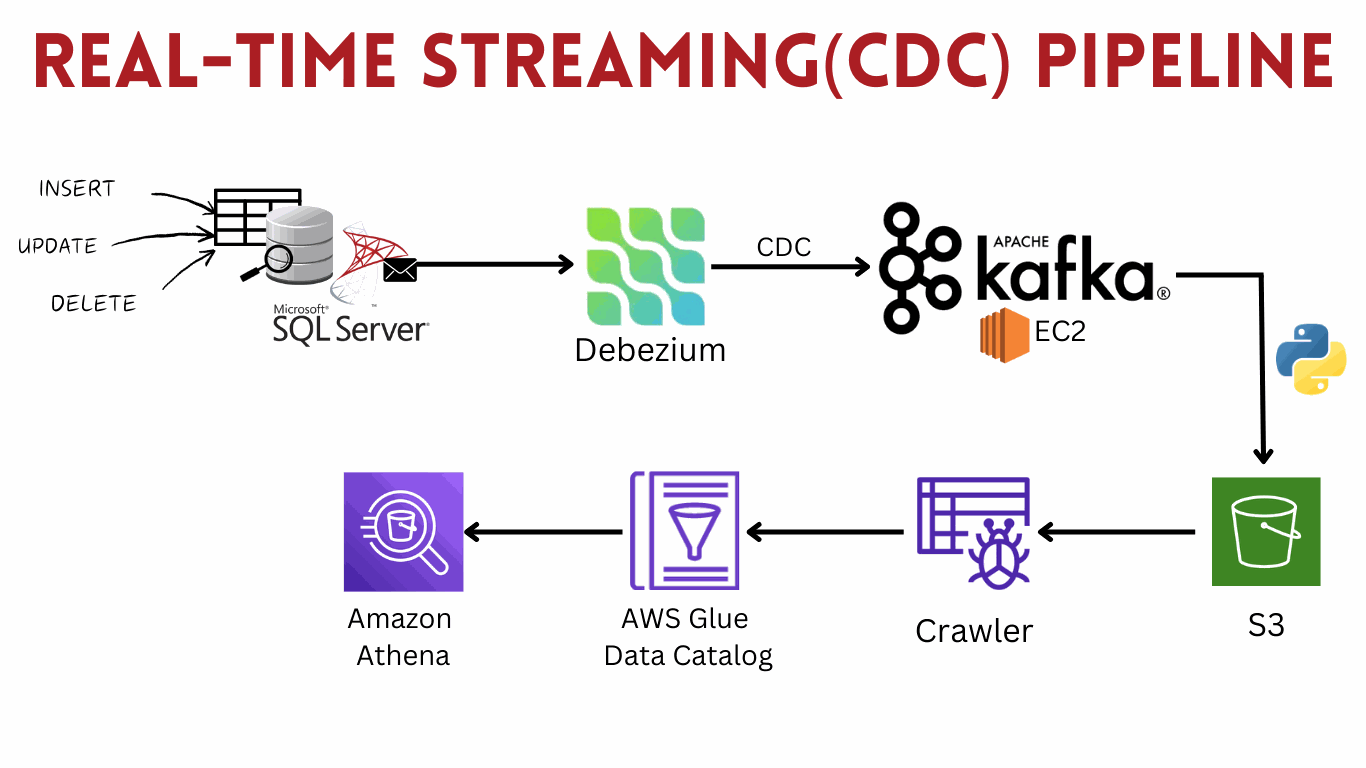 REAL-TIME STREAMING(CDC) PIPELINE
INSERT
UPDATE
DELETE
Microsoft®
SQL Server®
™
Debezium
CDC
APACHE
kafka®
EC2
Amazon
Athena
AWS Glue
Data Catalog
Crawler
S3